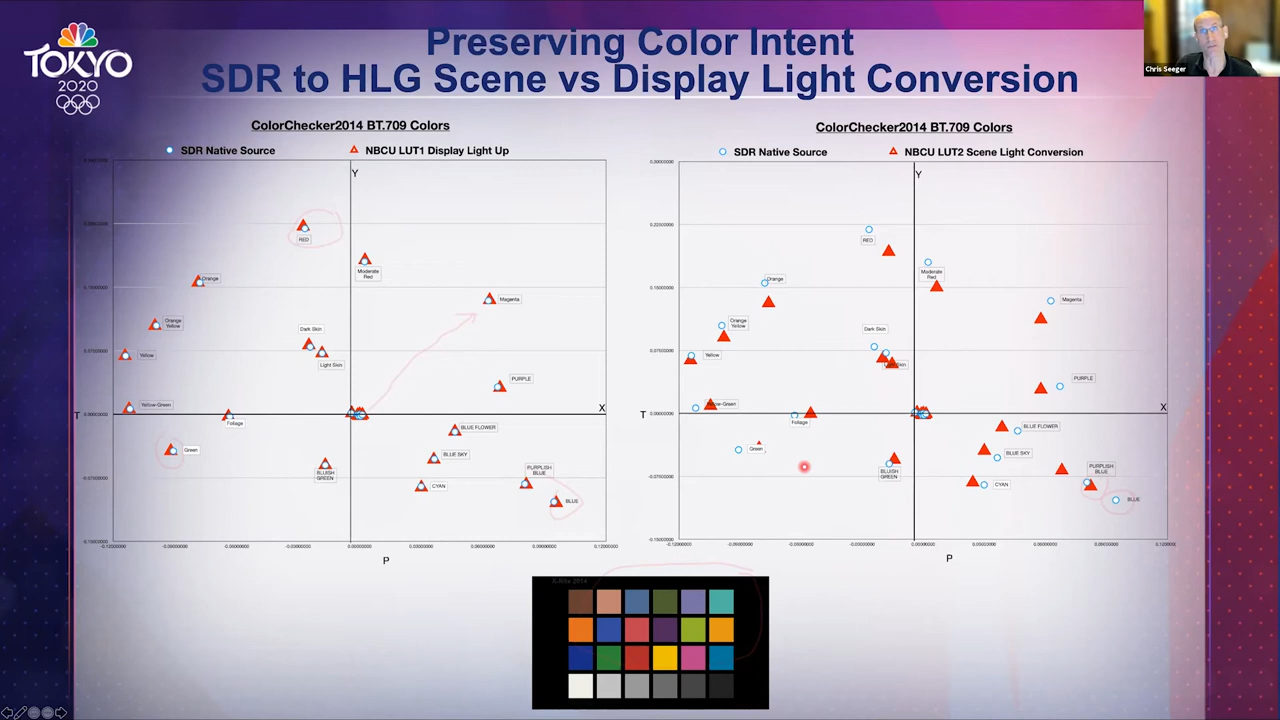 Preserving Color Intent
SDR to HLG Scene vs Display Light Conversion
TOKYO
2020
Chris Seeger
ColorChecker2014 BT.709 Colors
SDR Native Source
NBCU LUT1 Display Light Up
Y
RED
Moderate
Red
Orange
Magenta
Orange
Yellow
Dark Skin
Yellow
Light Skin
PURPLE
Yellow-Green
T
X
Foliage
BLUE FLOWER
Green
BLUE SKY
BLUISH
GREEN
PURPLISH
BLUE
CYAN
BLUE
P
ColorChecker2014 BT.709 Colors
SDR Native Source
NBCU LUT2 Scene Light Conversion
Y
RED
Moderate
Red
Orange
Magenta
Orange
Yellow
Dark Skin
Yellow
PURPLE
X
Foliage
BLUE FLOWER
Green
BLUE SKY
BLUISH
GREEN
PURPLISH
BLUE
CYAN
BLUE
P
X-Rite 2014